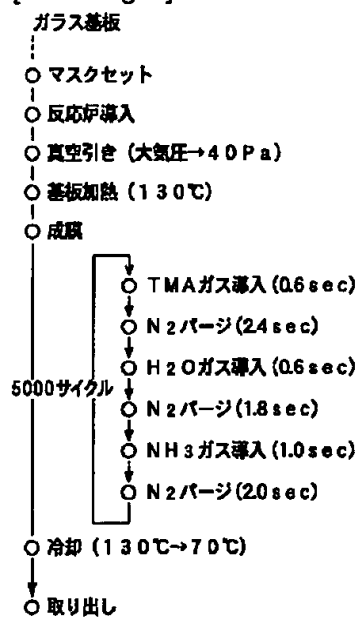 ガラス基板
マスクセット
反応炉導入
真空引き（大気圧→40Pa）
基板加熱（130℃）
成膜
TMAガス導入(0.6sec)
N2パージ(2.4sec)
H2Oガス導入(0.6sec)
5000サイクル
N2パージ(1.8sec)
NH3ガス導入(1.0sec)
N2パージ(2.0sec)
冷却（130℃→70℃）
取り出し